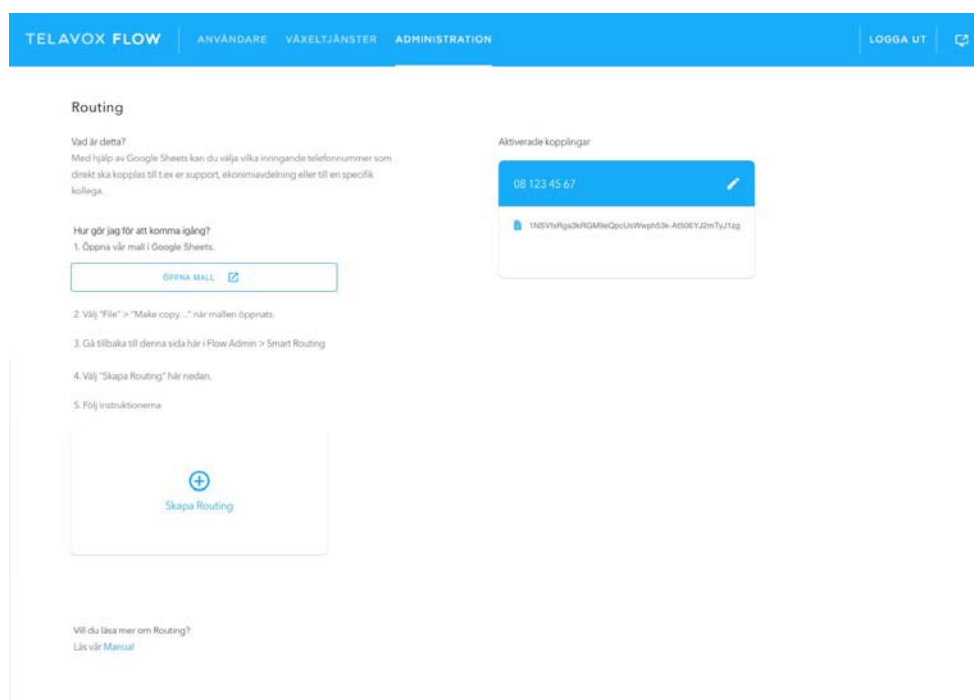 TELAVOX FLOW
ANVÄNDARE VÄXELTJÄNSTER ADMINISTRATION
LOGGA UT
Routing
Vad är detta?
Med hjälp av Google Sheets kan du välja vilka inringande telefonnummer som
direkt ska kopplas till t.ex er support, ekonimiavdelning eller till en specifik
kollega.
Hur gör jag för att komma igång?
1. Öppna vår mall i Google Sheets.
ÖPPNA MALL
2. Välj "File" > "Make copy..." när mallen öppnats.
3. Gå tillbaka till denna sida här i Flow Admin > Smart Routing
4. Välj "Skapa Routing" här nedan.
5. Följ instruktionerna
Skapa Routing
Vill du läsa mer om Routing?
Läs vår Manual
Aktiverade kopplingar
08 123 45 67